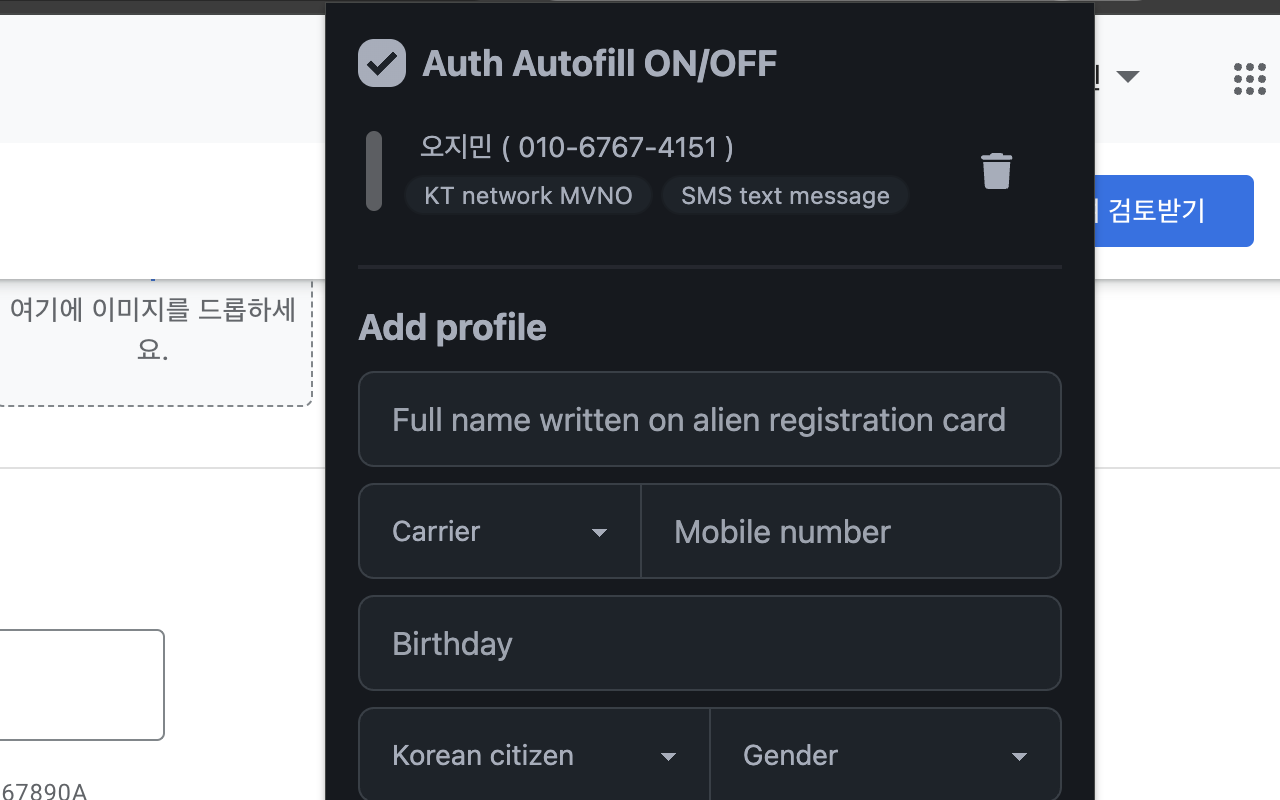 Auth Autofill ON/OFF
오지민 ( 010-6767-4151 )
KT network MVNO
SMS text message
검토받기
여기에 이미지를 드롭하세
요.
Add profile
Full name written on alien registration card
Carrier
Mobile number
Birthday
Korean citizen
Gender
67890A